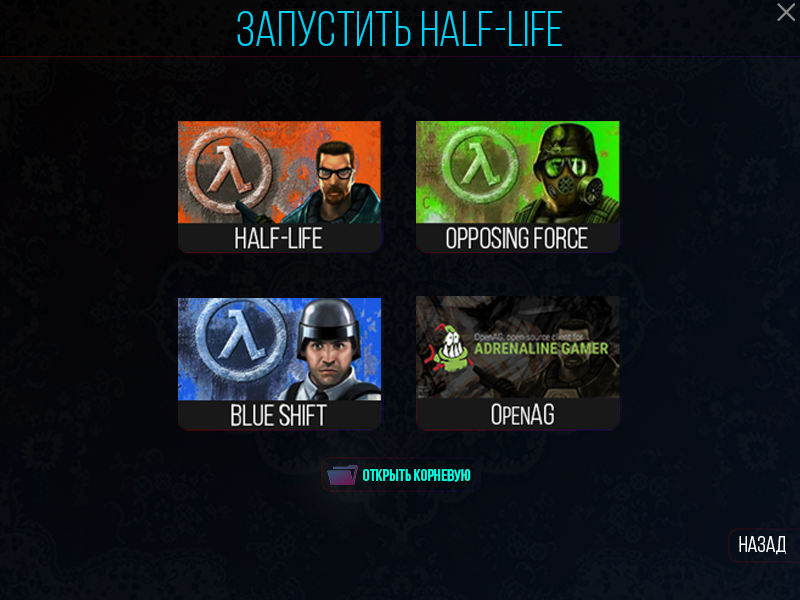 ЗАПУСТИТЬ HALF-LIFE
HALF-LIFE
OPPOSING FORCE
OpenAG, open-source client for
ADRENALINE GAMER
BLUE SHIFT
OPENAG
ОТКРЫТЬ КОРНЕВУЮ
НАЗАД